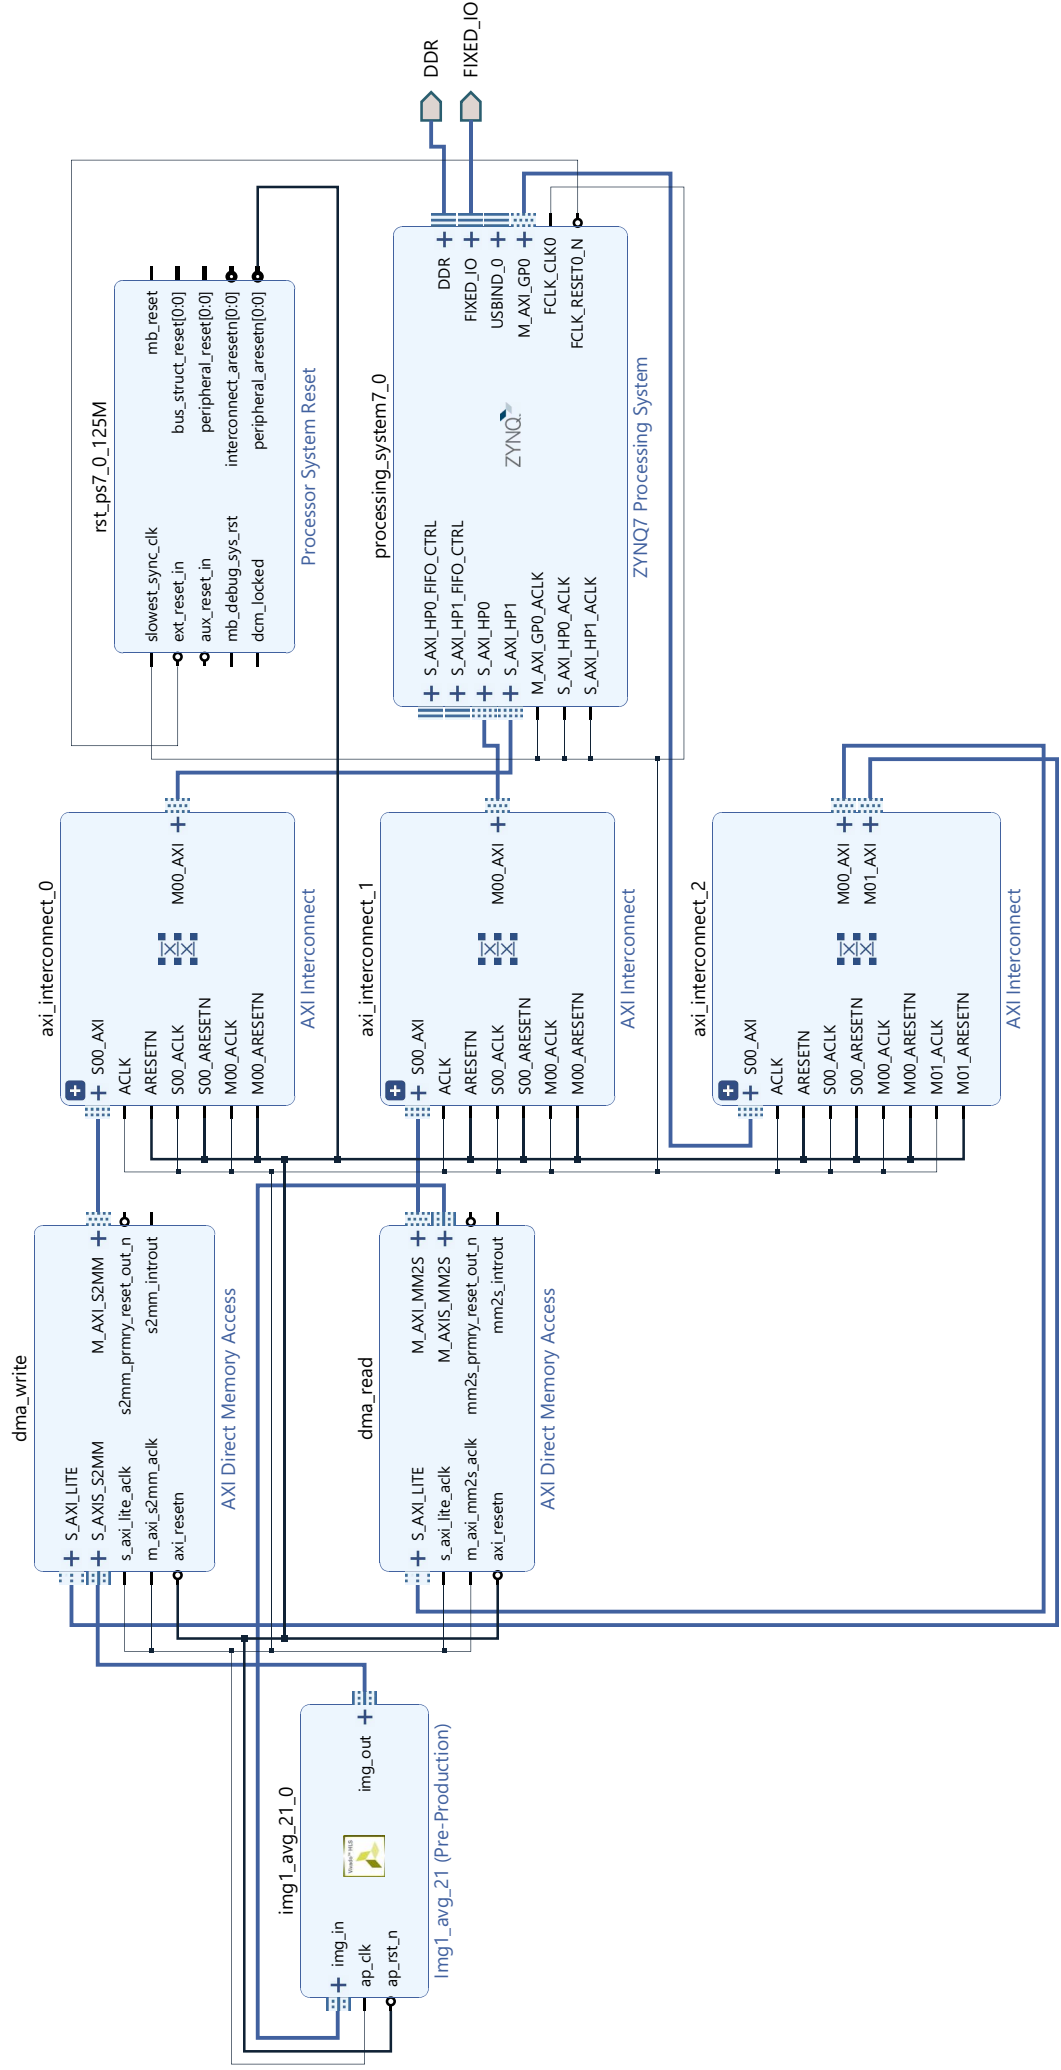 DDR
FIXED_IO
rst_ps7_0_125M
slowest_sync_clk
ext_reset_in
aux_reset_in
mb_debug_sys_rst
dcm_locked
mb_reset
bus_struct_reset[0:0]
peripheral_reset[0:0]
interconnect_aresetn[0:0]
peripheral_aresetn[0:0]
Processor System Reset
processing_system7_0
S_AXI_HP0_FIFO_CTRL
S_AXI_HP1_FIFO_CTRL
S_AXI_HP0
S_AXI_HP1
M_AXI_GP0_ACLK
S_AXI_HP0_ACLK
S_AXI_HP1_ACLK
ZYNQ.
DDR
FIXED_IO
USBIND_0
M_AXI_GP0
FCLK_CLK0
FCLK_RESET0_N
ZYNQ7 Processing System
axi_interconnect_0
S00_AXI
ACLK
ARESETN
S00_ACLK
S00_ARESETN
M00_ACLK
M00_ARESETN
M00_AXI
AXI Interconnect
axi_interconnect_1
S00_AXI
ACLK
ARESETN
S00_ACLK
S00_ARESETN
M00_ACLK
M00_ARESETN
M00_AXI
AXI Interconnect
axi_interconnect_2
S00_AXI
ACLK
ARESETN
S00_ACLK
S00_ARESETN
M00_ACLK
M00_ARESETN
M01_ACLK
M01_ARESETN
M00_AXI
M01_AXI
AXI Interconnect
dma_write
S_AXI_LITE
S_AXIS_S2MM
s_axi_lite_aclk
m_axi_s2mm_aclk
axi_resetn
M_AXI_S2MM
s2mm_prmry_reset_out_n
s2mm_introut
AXI Direct Memory Access
dma_read
S_AXI_LITE
s_axi_lite_aclk
m_axi_mm2s_aclk
axi_resetn
M_AXI_MM2S
M_AXIS_MM2S
mm2s_prmry_reset_out_n
mm2s_introut
AXI Direct Memory Access
img1_avg_21_0
img_in
ap_clk
ap_rst_n
Vivado™ HLS
img_out
Img1_avg_21 (Pre-Production)